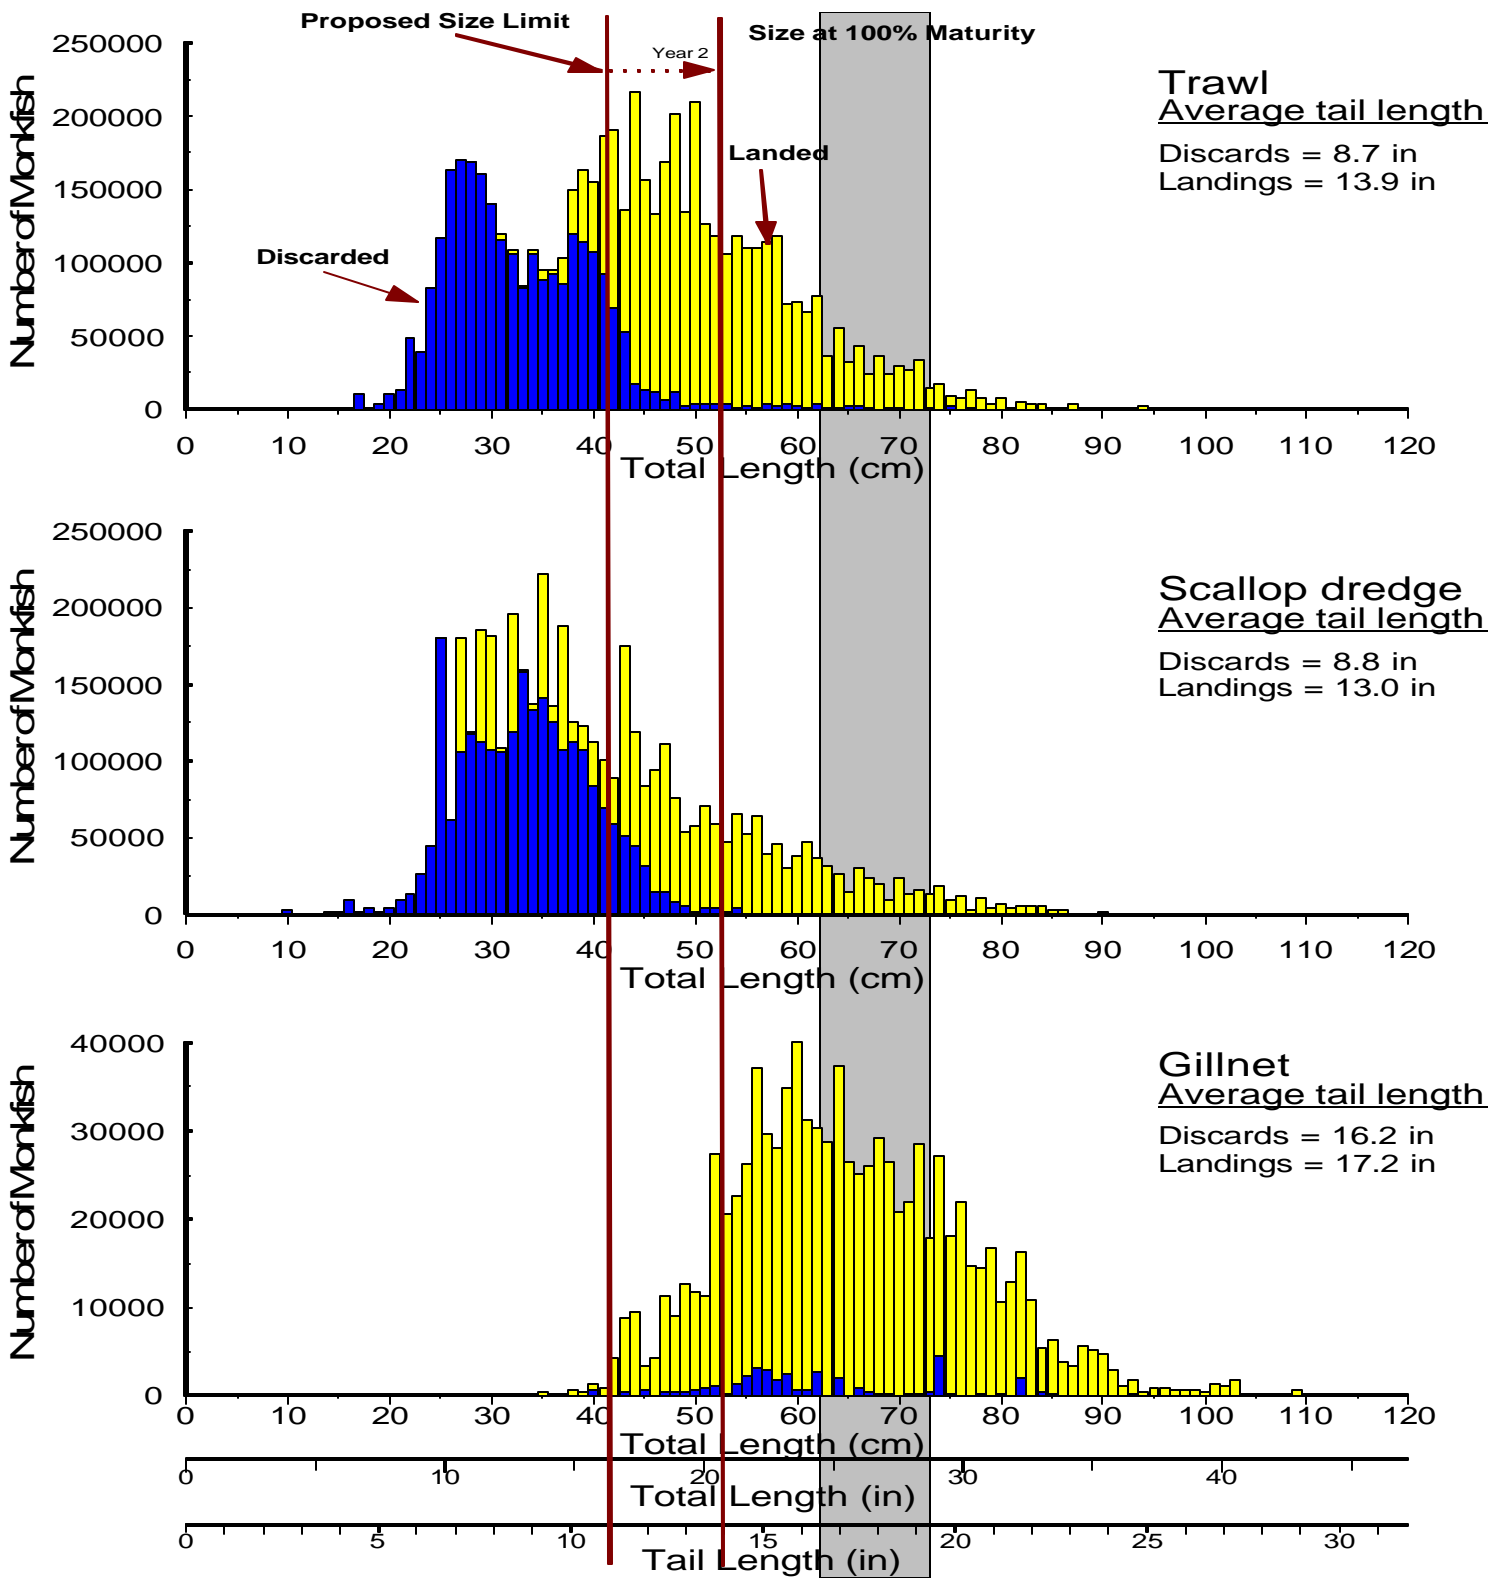 Proposed Size Limit
Size at 100% Maturity
Year 2
250000
200000
150000
100000
50000
0
Number of Monkfish
Discarded
Landed
Trawl
Average tail length
Discards = 8.7 in
Landings = 13.9 in
0 10 20 30 40 50 60 70 80 90 100 110 120
Total Length (cm)
250000
200000
150000
100000
50000
0
Number of Monkfish
Scallop dredge
Average tail length
Discards = 8.8 in
Landings = 13.0 in
0 10 20 30 40 50 60 70 80 90 100 110 120
Total Length (cm)
40000
30000
20000
10000
0
Number of Monkfish
Gillnet
Average tail length
Discards = 16.2 in
Landings = 17.2 in
0 10 20 30 40 50 60 70 80 90 100 110 120
Total Length (cm)
0 10 20 30 40
Total Length (in)
0 5 10 15 20 25 30
Tail Length (in)